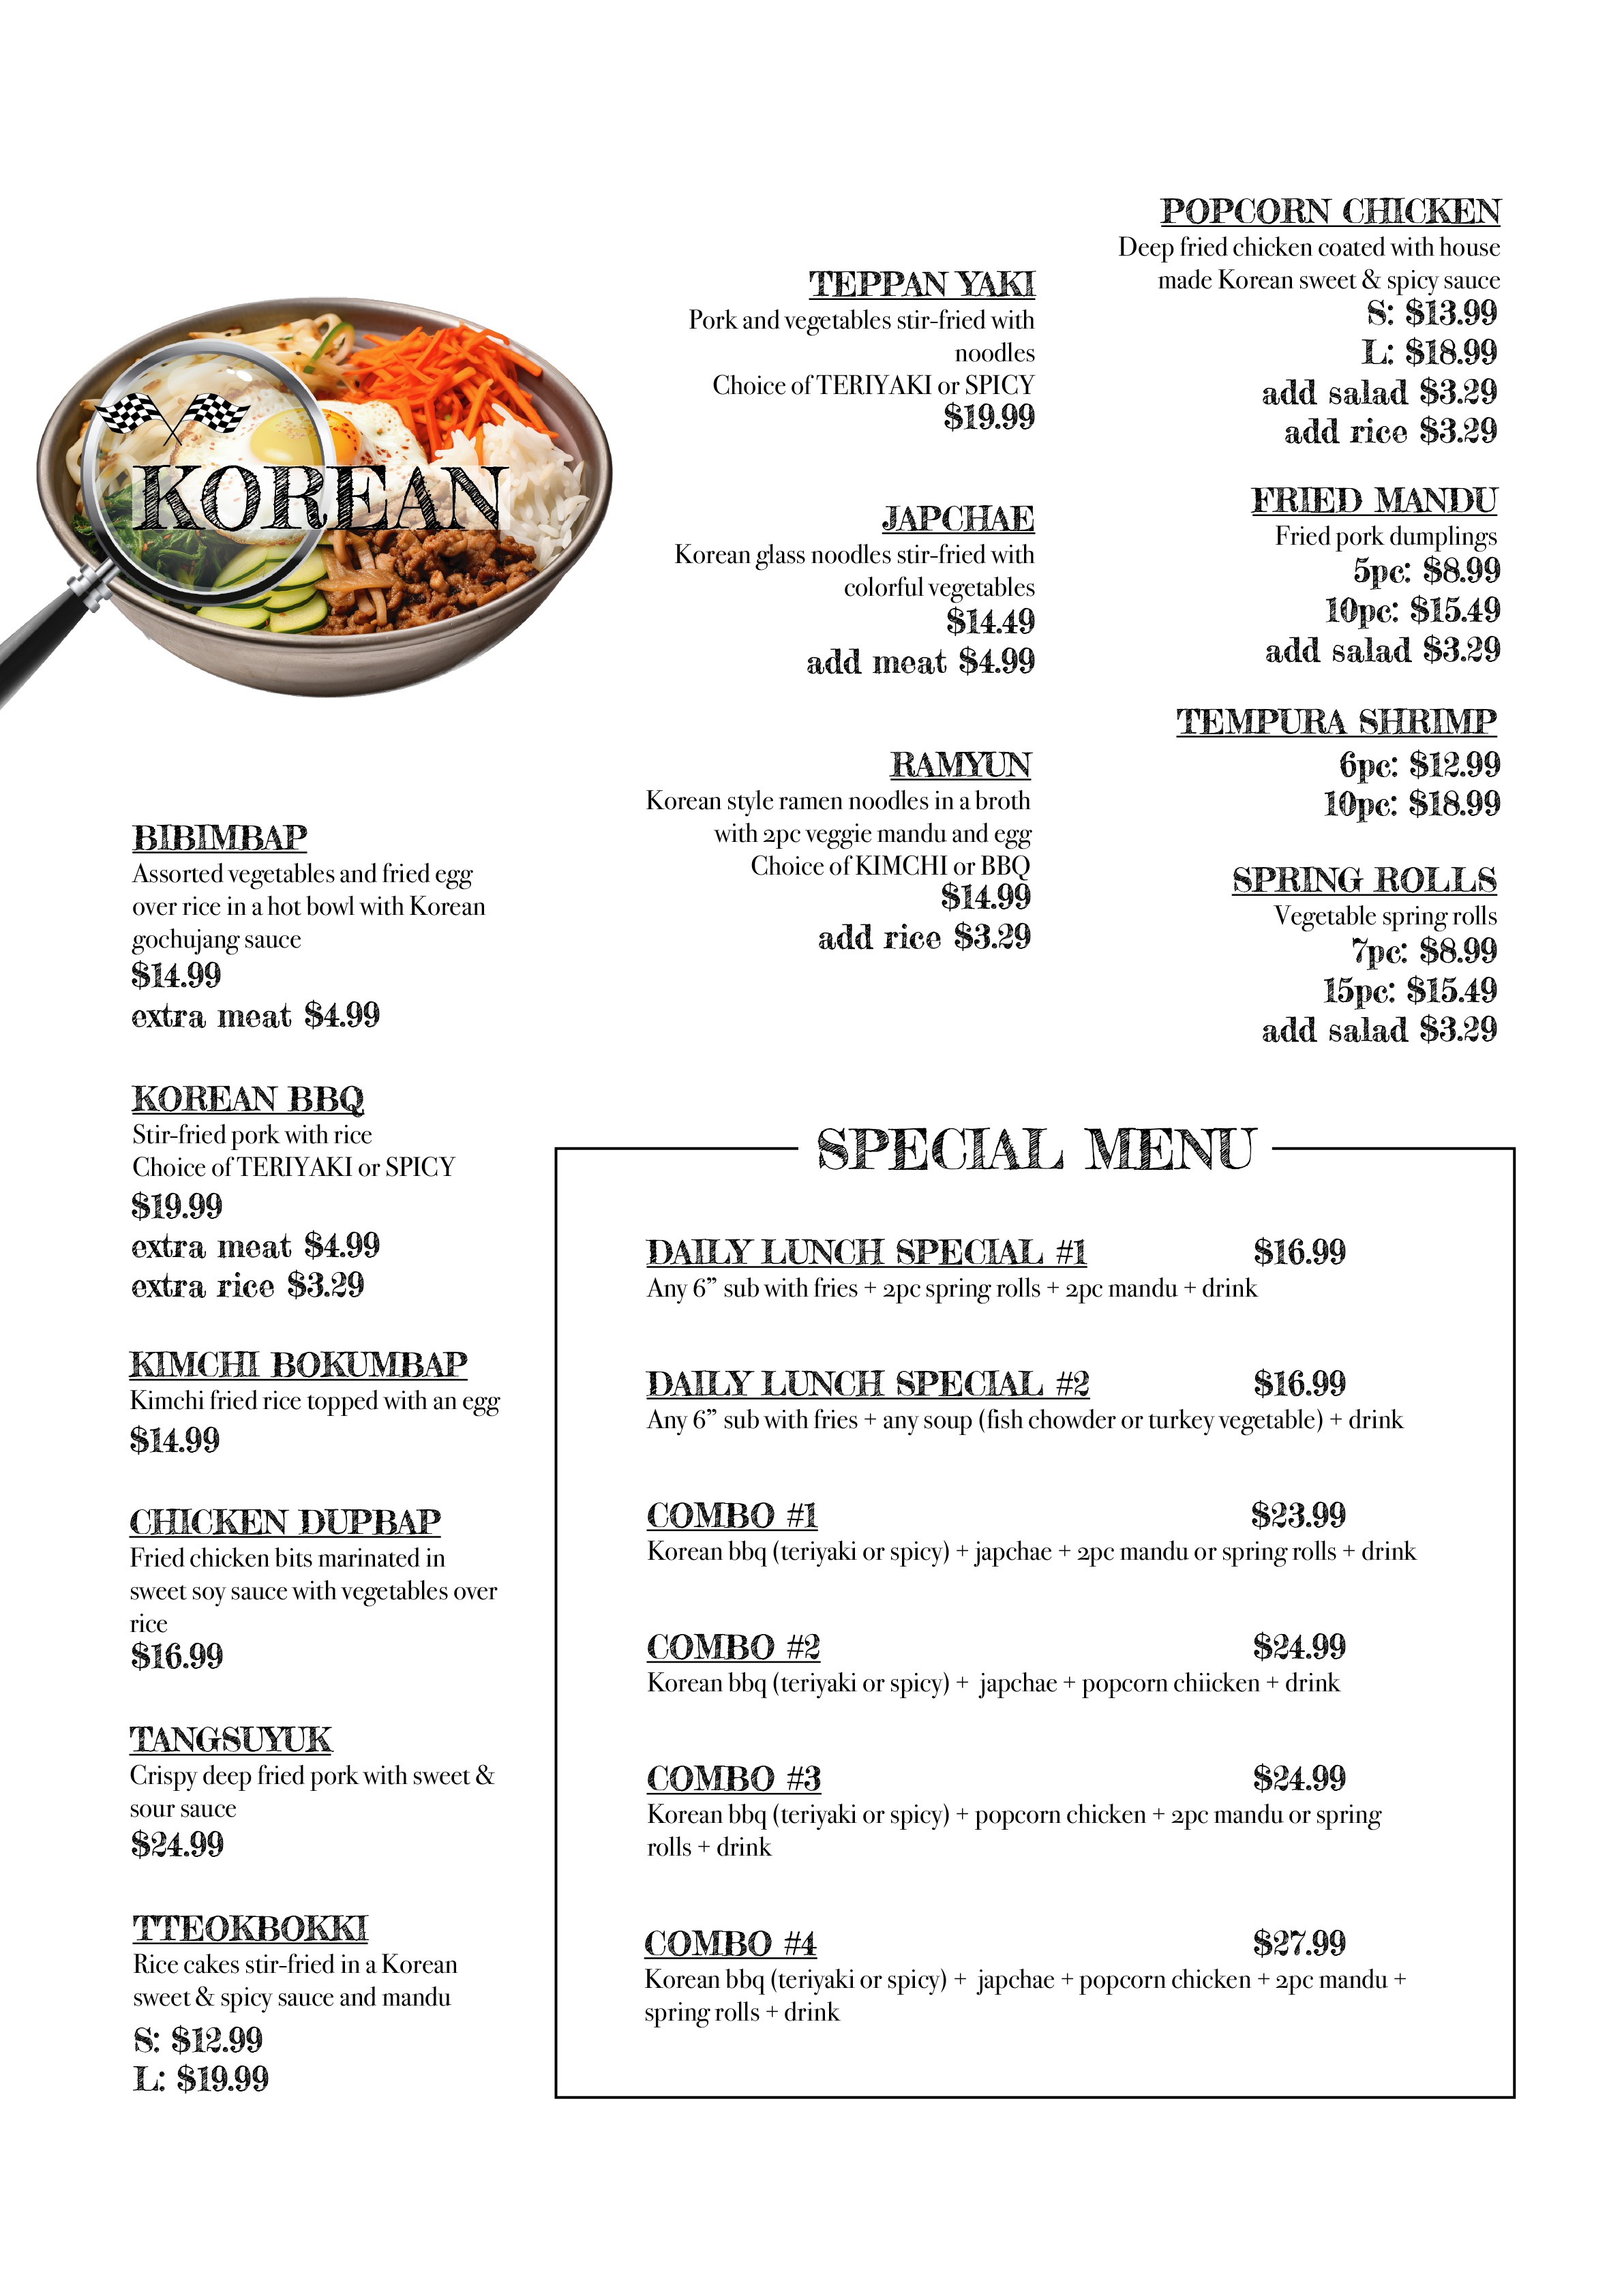 KOREAN
BIBIMBAP
Assorted vegetables and fried egg
over rice in a hot bowl with Korean
gochujang sauce
$14.99
extra meat $4.99
KOREAN BBQ
Stir-fried pork with rice
Choice of TERIYAKI or SPICY
$19.99
extra meat $4.99
extra rice $3.29
KIMCHI BOKUMBAP
Kimchi fried rice topped with an egg
$14.99
CHICKEN DUPBAP
Fried chicken bits marinated in
sweet soy sauce with vegetables over
rice
$16.99
TANGSUYUK
Crispy deep fried pork with sweet &
sour sauce
$24.99
TTEOKBOKKI
Rice cakes stir-fried in a Korean
sweet & spicy sauce and mandu
S: $12.99
L: $19.99
TEPPAN YAKI
Pork and vegetables stir-fried with
noodles
Choice of TERIYAKI or SPICY
$19.99
JAPCHAE
Korean glass noodles stir-fried with
colorful vegetables
$14.49
add meat $4.99
RAMYUN
Korean style ramen noodles in a broth
with 2pc veggie mandu and egg
Choice of KIMCHI or BBQ
$14.99
add rice $3.29
POPCORN CHICKEN
Deep fried chicken coated with house
made Korean sweet & spicy sauce
S: $13.99
L: $18.99
add salad $3.29
add rice $3.29
FRIED MANDU
Fried pork dumplings
5pc: $8.99
10pc: $15.49
add salad $3.29
TEMPURA SHRIMP
6pc: $12.99
10pc: $18.99
SPRING ROLLS
Vegetable spring rolls
7pc: $8.99
15pc: $15.49
add salad $3.29
SPECIAL MENU
DAILY LUNCH SPECIAL #1 $16.99
Any 6” sub with fries + 2pc spring rolls + 2pc mandu + drink
DAILY LUNCH SPECIAL #2 $16.99
Any 6” sub with fries + any soup (fish chowder or turkey vegetable) + drink
COMBO #1 $23.99
Korean bbq (teriyaki or spicy) + japchae + 2pc mandu or spring rolls + drink
COMBO #2 $24.99
Korean bbq (teriyaki or spicy) + japchae + popcorn chiicken + drink
COMBO #3 $24.99
Korean bbq (teriyaki or spicy) + popcorn chicken + 2pc mandu or spring
rolls + drink
COMBO #4 $27.99
Korean bbq (teriyaki or spicy) + japchae + popcorn chicken + 2pc mandu +
spring rolls + drink